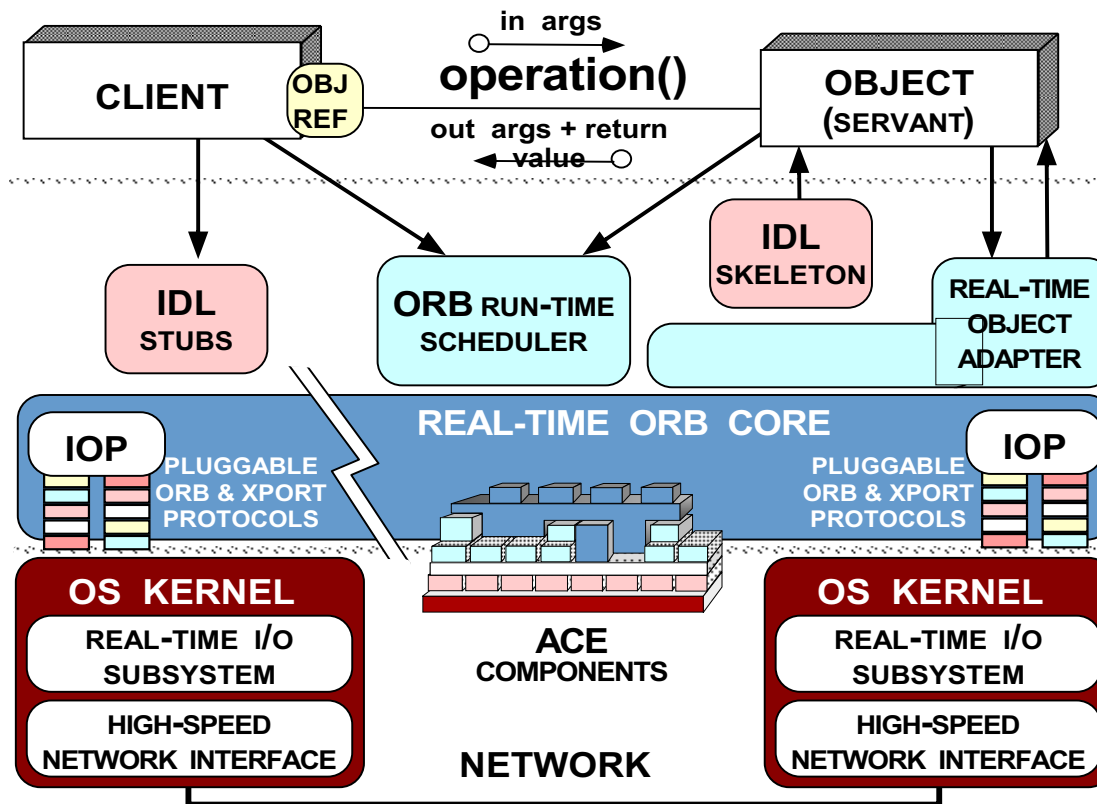 in args
operation()
out args + return
value
CLIENT
OBJ
REF
OBJECT
(SERVANT)
IDL
STUBS
ORB RUN-TIME
SCHEDULER
IDL
SKELETON
REAL-TIME
OBJECT
ADAPTER
REAL-TIME ORB CORE
IOP
PLUGGABLE
ORB & XPORT
PROTOCOLS
IOP
PLUGGABLE
ORB & XPORT
PROTOCOLS
OS KERNEL
REAL-TIME I/O
SUBSYSTEM
HIGH-SPEED
NETWORK INTERFACE
ACE
COMPONENTS
NETWORK
OS KERNEL
REAL-TIME I/O
SUBSYSTEM
HIGH-SPEED
NETWORK INTERFACE